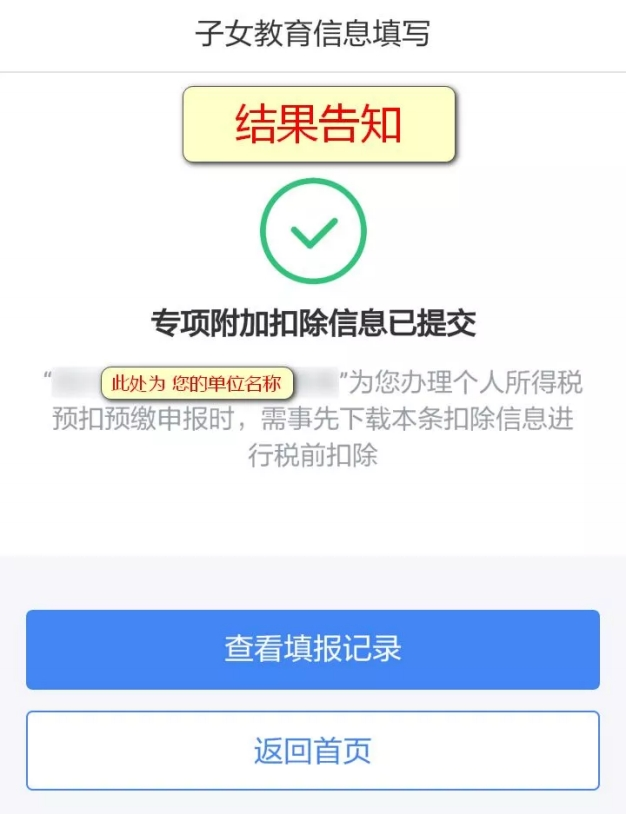 子女教育信息填写
结果告知
专项附加扣除信息已提交
“此处为 您的单位名称”为您办理个人所得税
预扣预缴申报时，需事先下载本条扣除信息进
行税前扣除
查看填报记录
返回首页